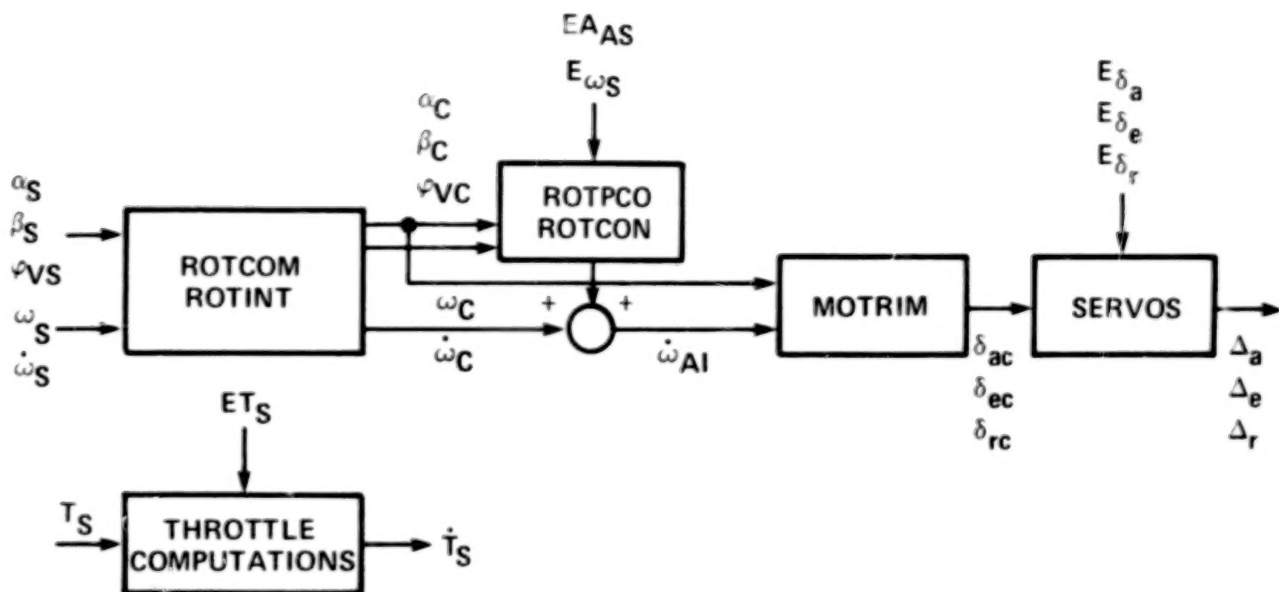 EA_AS
E_ωS
E_δa
E_δe
E_δr
α_C
β_C
φ_VC
α_S
β_S
φ_VS
ω_S
ω̇_S
ROTCOM
ROTINT
ROTPCO
ROTCON
ω_C
ω̇_C
+
+
ω̇_AI
MOTRIM
δ_ac
δ_ec
δ_rc
SERVOS
Δ_a
Δ_e
Δ_r
ET_S
T_S
THROTTLE
COMPUTATIONS
Ṫ_S